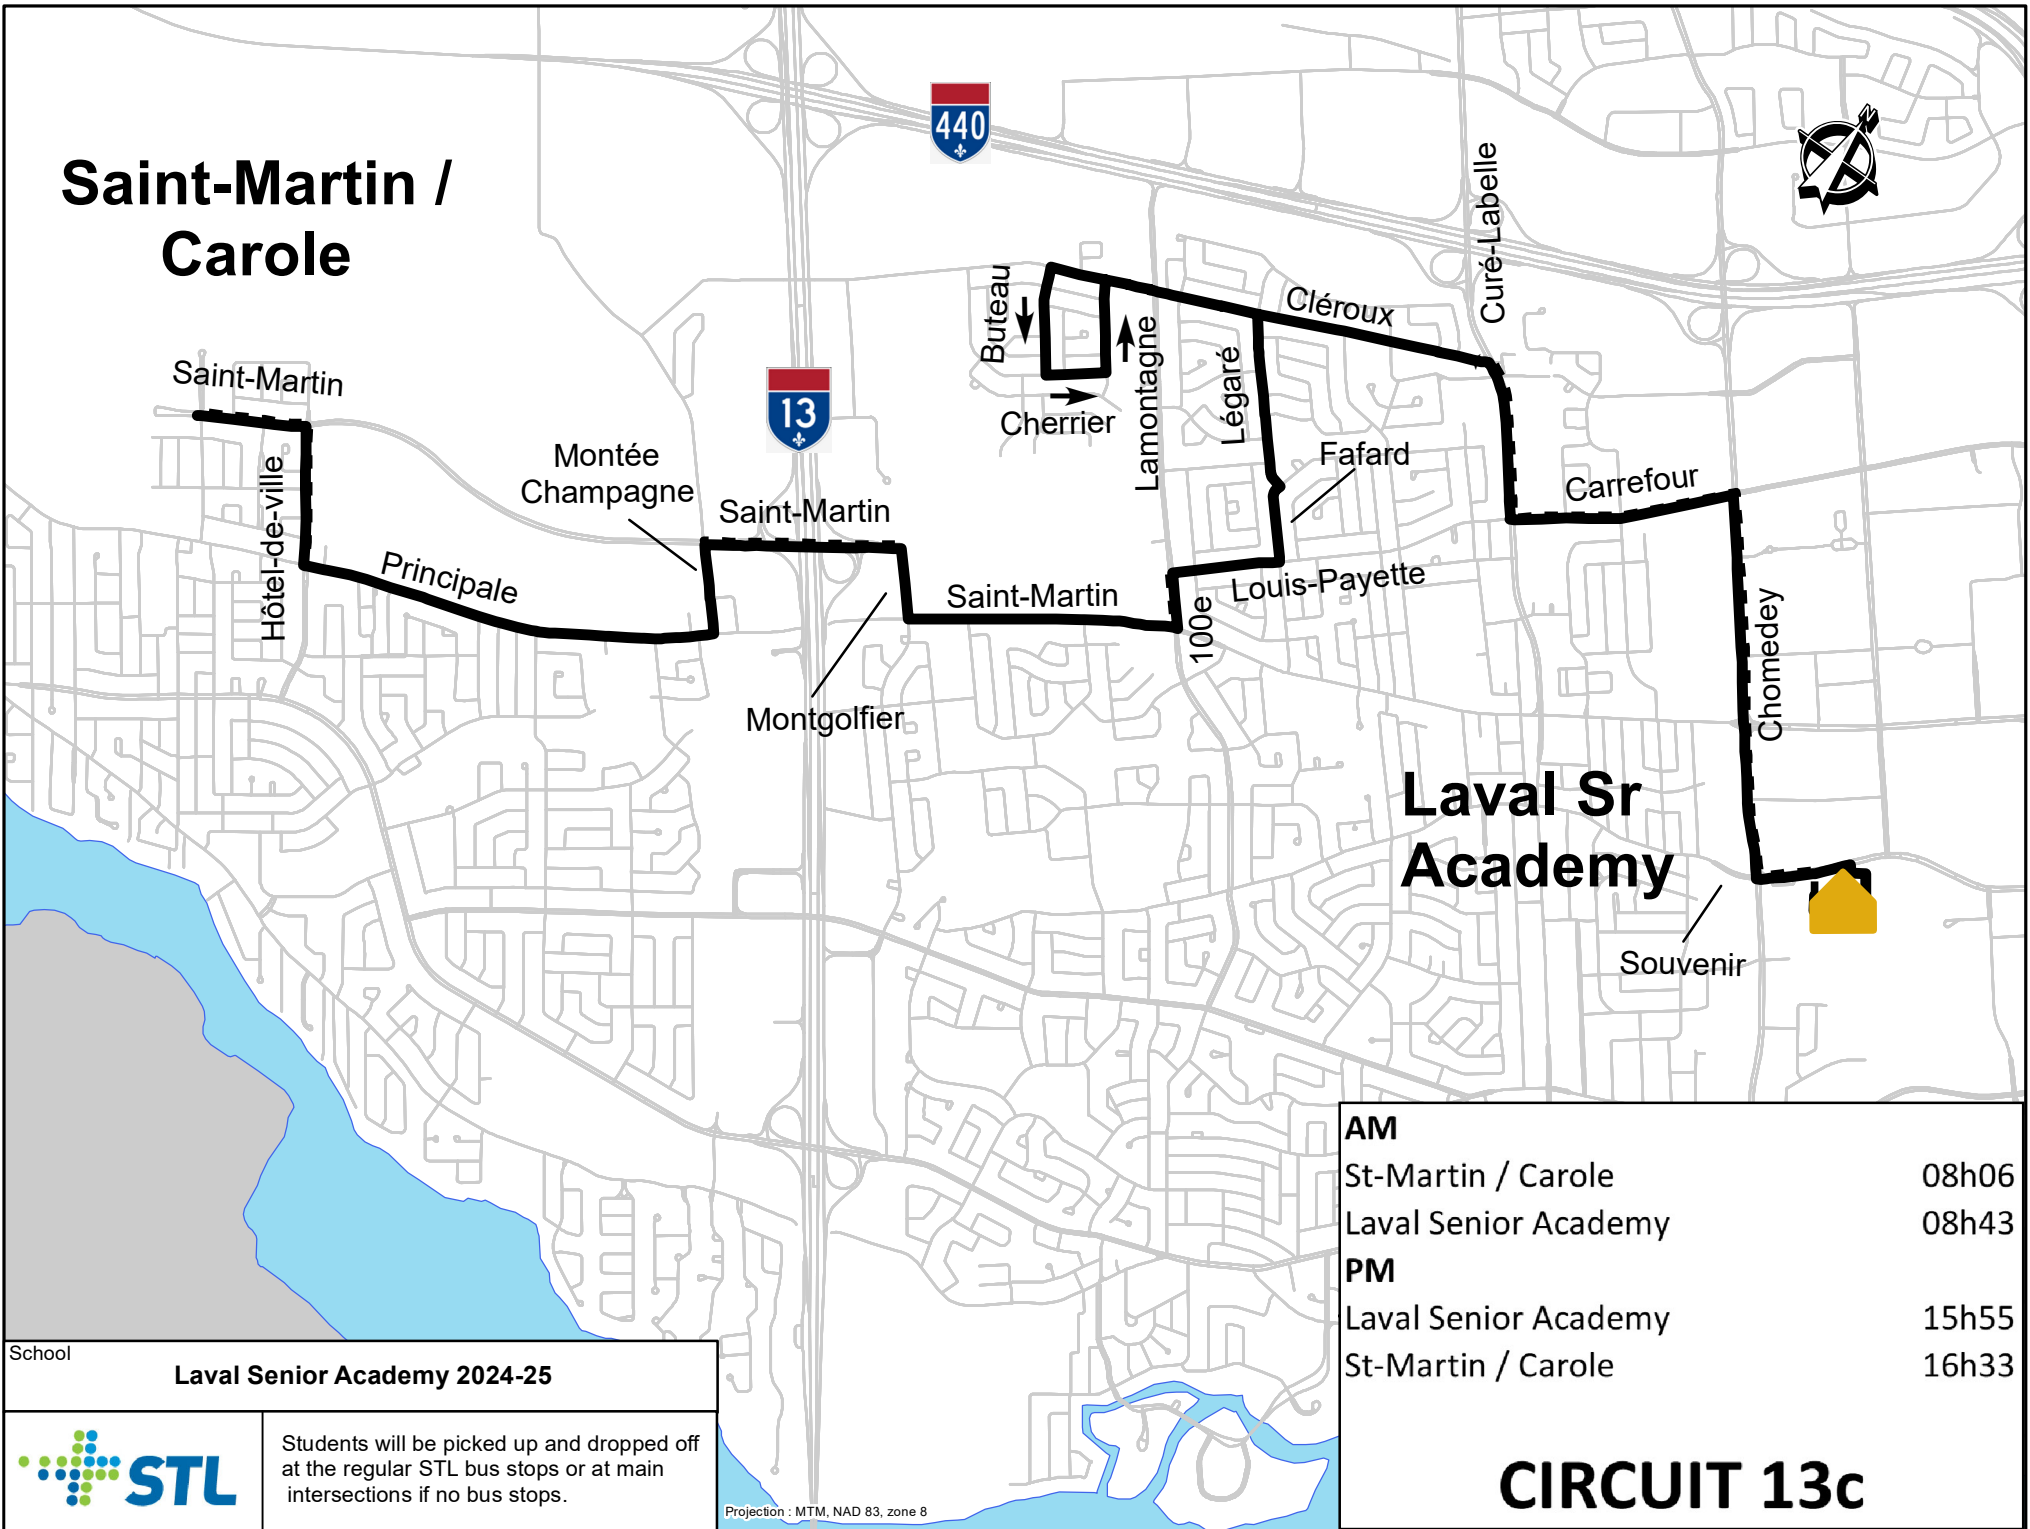 Saint-Martin /
Carole
440
Curé-Labelle
N
Buteau
Cléroux
Lamontagne
Légaré
Saint-Martin
13
Cherrier
Fafard
Montée
Champagne
Saint-Martin
Carrefour
Hôtel-de-ville
Principale
Saint-Martin
Louis-Payette
100e
Chomedey
Montgolfier
Laval Sr
Academy
Souvenir
AM
St-Martin / Carole 08h06
Laval Senior Academy 08h43
PM
Laval Senior Academy 15h55
St-Martin / Carole 16h33
CIRCUIT 13c
School
Laval Senior Academy 2024-25
STL
Students will be picked up and dropped off
at the regular STL bus stops or at main
intersections if no bus stops.
Projection : MTM, NAD 83, zone 8